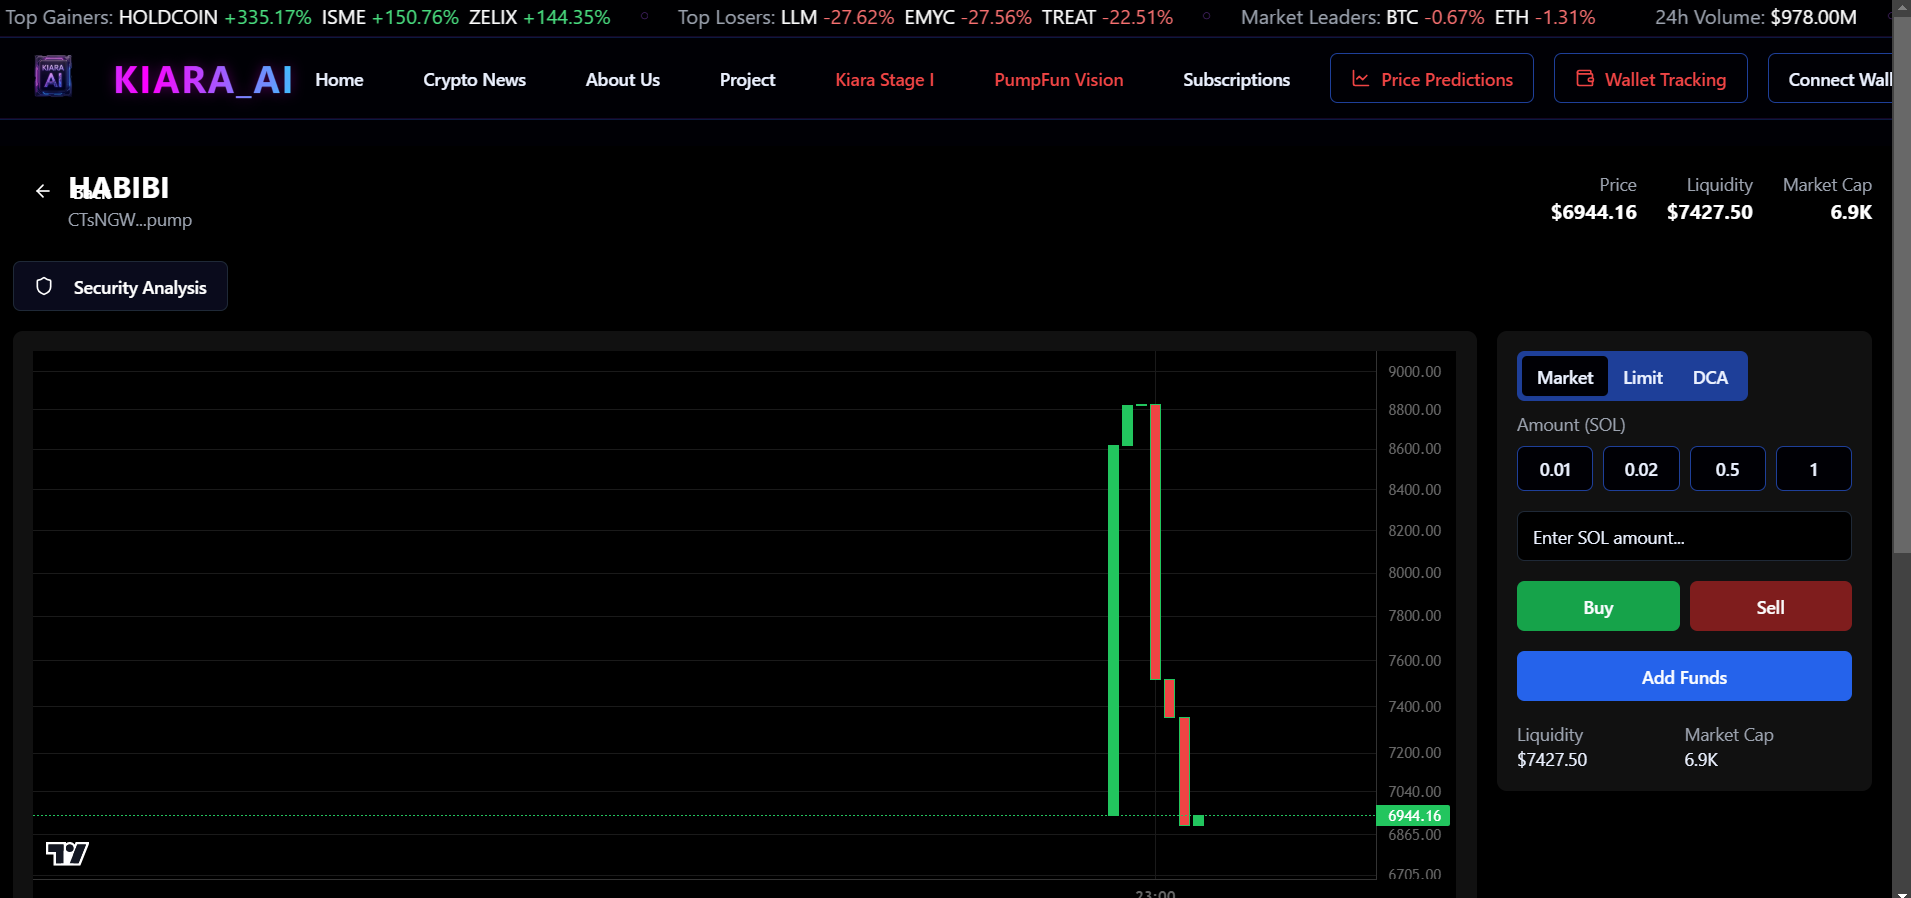 Top Gainers: HOLDCOIN +335.17% ISME +150.76% ZELIX +144.35% Top Losers: LLM -27.62% EMYC -27.56% TREAT -22.51% Market Leaders: BTC -0.67% ETH -1.31% 24h Volume: $978.00M
KIARA AI
KIARA_AI Home Crypto News About Us Project Kiara Stage I PumpFun Vision Subscriptions Price Predictions Wallet Tracking Connect Wall
Back
HABIBI
CTsNGW...pump
Price Liquidity Market Cap
$6944.16 $7427.50 6.9K
Security Analysis
9000.00
8800.00
8600.00
8400.00
8200.00
8000.00
7800.00
7600.00
7400.00
7200.00
7040.00
6944.16
6865.00
6705.00
23:00
Market Limit DCA
Amount (SOL)
0.01 0.02 0.5 1
Enter SOL amount...
Buy Sell
Add Funds
Liquidity Market Cap
$7427.50 6.9K